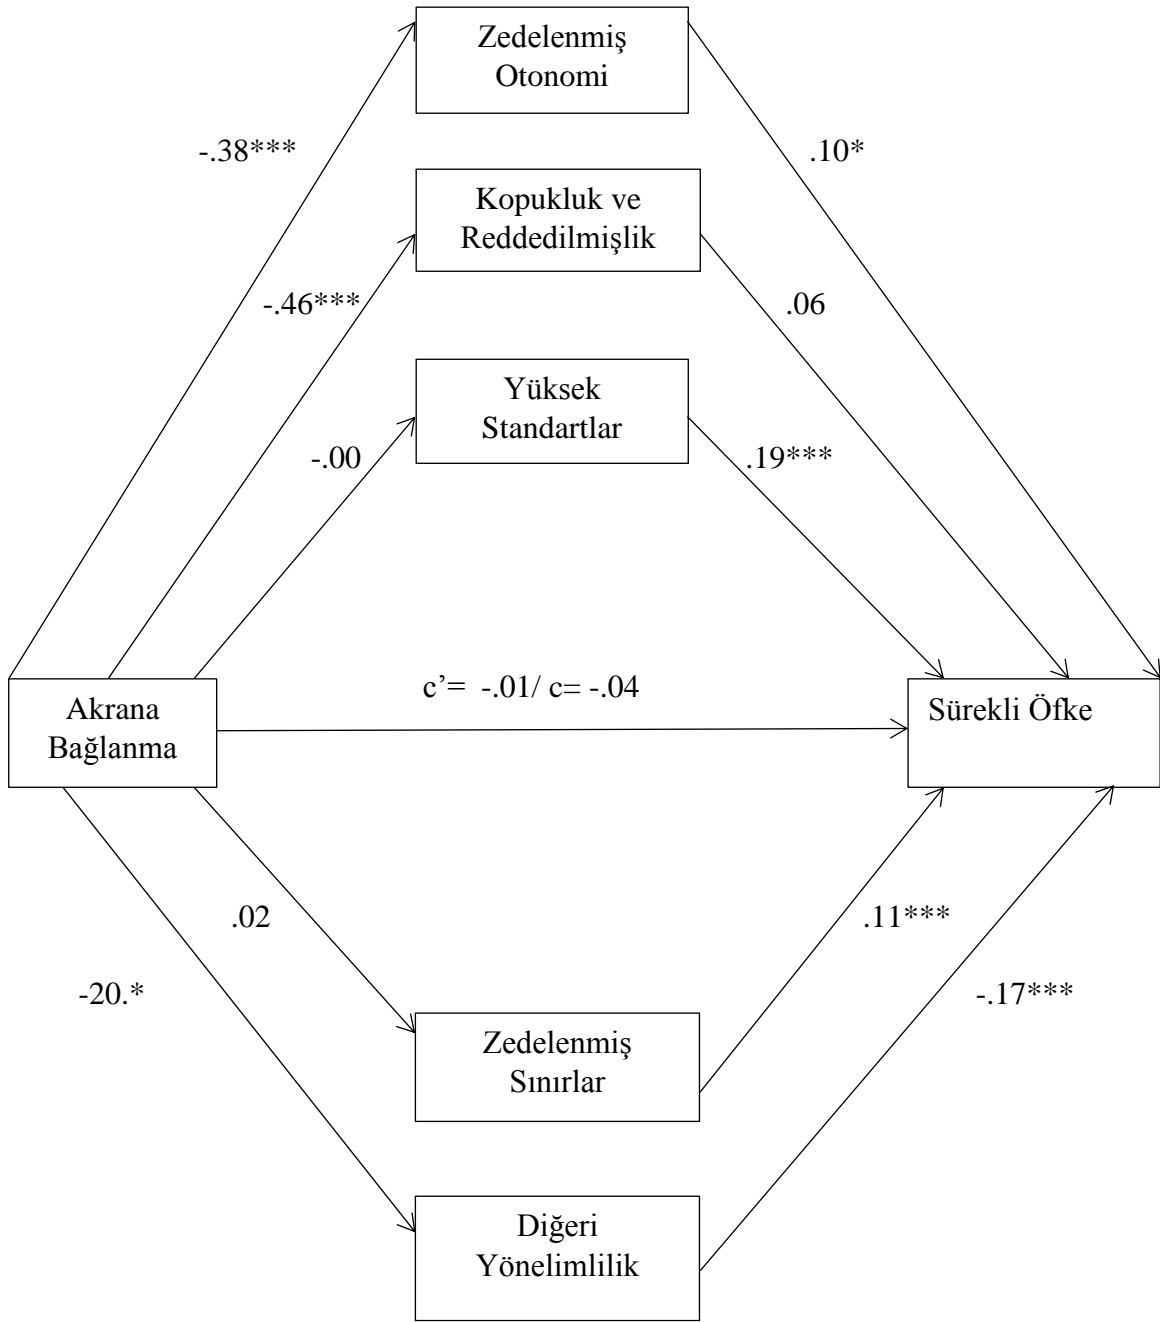 Zedelenmiş
Otonomi
-.38***
.10*
Kopukluk ve
Reddedilmişlik
-.46***
.06
Yüksek
Standartlar
-.00
.19***
c’= -.01/ c= -.04
Akrana
Bağlanma
Sürekli Öfke
.02
.11***
-20.*
-.17***
Zedelenmiş
Sınırlar
Diğeri
Yönelimlilik